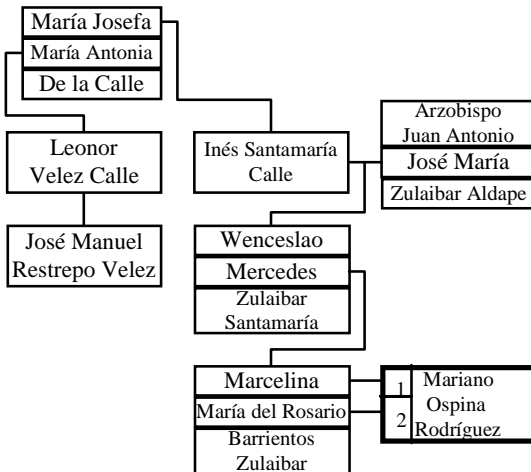 María Josefa
María Antonia
De la Calle
Arzobispo
Juan Antonio
José María
Zulaibar Aldape
Leonor
Velez Calle
Inés Santamaría
Calle
José Manuel
Restrepo Velez
Wenceslao
Mercedes
Zulaibar
Santamaría
Marcelina
María del Rosario
Barrientos
Zulaibar
1
2
Mariano
Ospina
Rodríguez